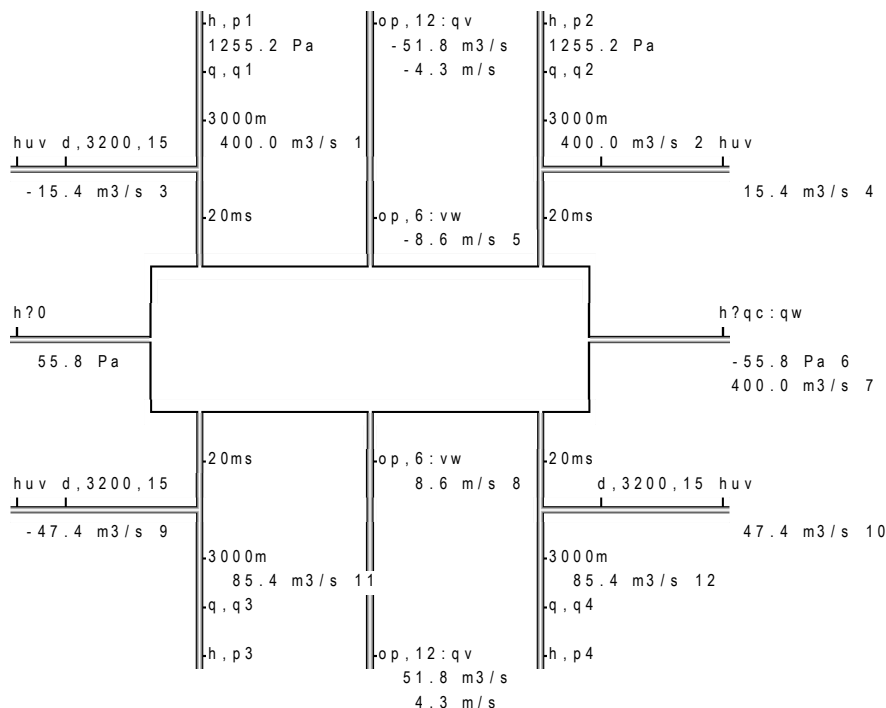 h,p1 op,12:qv h,p2
1255.2 Pa -51.8 m3/s 1255.2 Pa
q,q1 -4.3 m/s q,q2
3000m 3000m
huv d,3200,15 400.0 m3/s 1 400.0 m3/s 2 huv
-15.4 m3/s 3 15.4 m3/s 4
20ms op,6:vw 20ms
-8.6 m/s 5
h?0 h?qc:qw
55.8 Pa -55.8 Pa 6
400.0 m3/s 7
20ms op,6:vw 20ms
huv d,3200,15 8.6 m/s 8 d,3200,15 huv
-47.4 m3/s 9 47.4 m3/s 10
3000m 3000m
85.4 m3/s 11 85.4 m3/s 12
q,q3 q,q4
h,p3 op,12:qv h,p4
51.8 m3/s
4.3 m/s